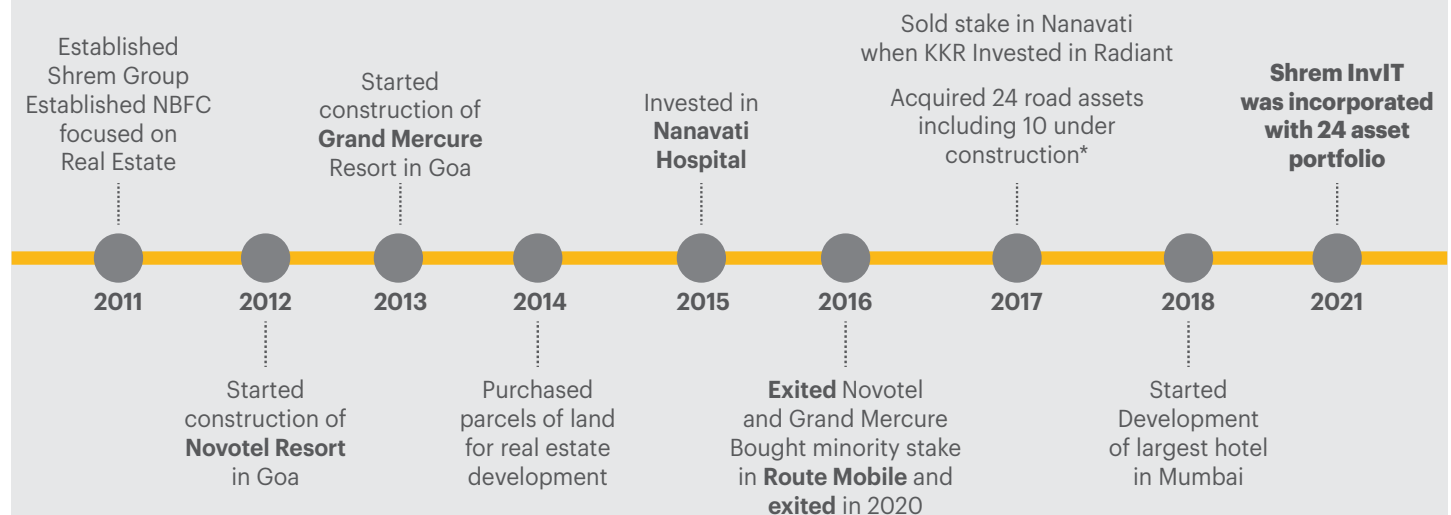 Established
Shrem Group
Established NBFC
focused on
Real Estate
2011
Started
construction of
Novotel Resort
in Goa
2012
Started
construction of
Grand Mercure
Resort in Goa
2013
Purchased
parcels of land
for real estate
development
2014
Invested in
Nanavati
Hospital
2015
Exited Novotel
and Grand Mercure
Bought minority stake
in Route Mobile and
exited in 2020
2016
Sold stake in Nanavati
when KKR Invested in Radiant
Acquired 24 road assets
including 10 under
construction*
2017
Started
Development
of largest hotel
in Mumbai
2018
Shrem InvIT
was incorporated
with 24 asset
portfolio
2021